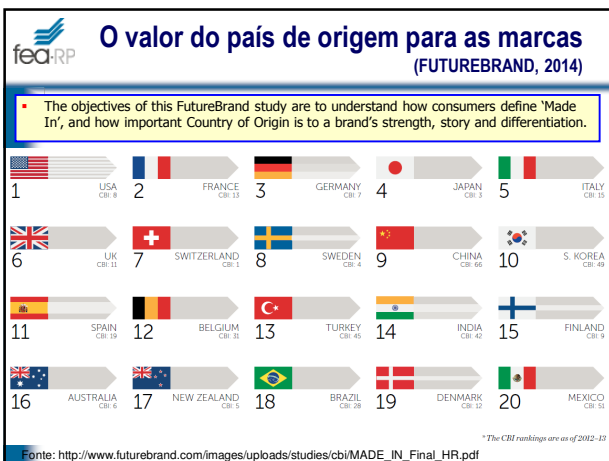 fea-RP
O valor do país de origem para as marcas
(FUTUREBRAND, 2014)
The objectives of this FutureBrand study are to understand how consumers define ‘Made
In’, and how important Country of Origin is to a brand’s strength, story and differentiation.
1 USA
CBI: 8
2 FRANCE
CBI: 13
3 GERMANY
CBI: 7
4 JAPAN
CBI: 3
5 ITALY
CBI: 15
6 UK
CBI: 11
7 SWITZERLAND
CBI: 1
8 SWEDEN
CBI: 4
9 CHINA
CBI: 66
10 S. KOREA
CBI: 49
11 SPAIN
CBI: 19
12 BELGIUM
CBI: 31
13 TURKEY
CBI: 45
14 INDIA
CBI: 42
15 FINLAND
CBI: 9
16 AUSTRALIA
CBI: 6
17 NEW ZEALAND
CBI: 5
18 BRAZIL
CBI: 28
19 DENMARK
CBI: 12
20 MEXICO
CBI: 51
*The CBI rankings are as of 2012-13
Fonte: http://www.futurebrand.com/images/uploads/studies/cbi/MADE_IN_Final_HR.pdf